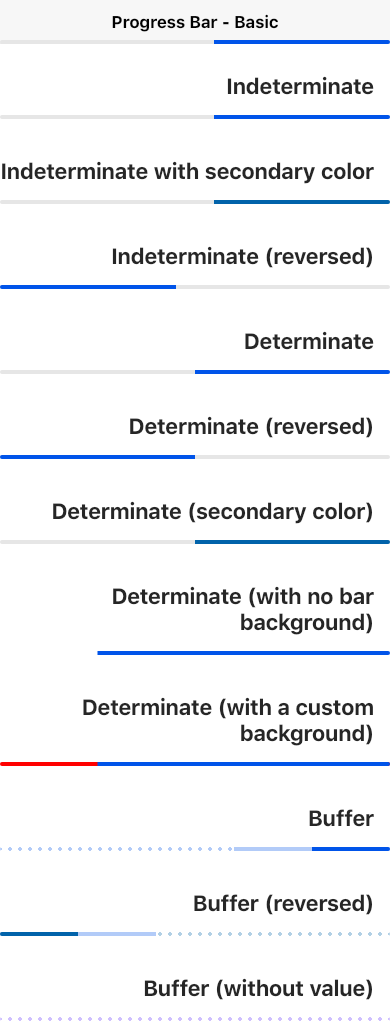 Progress Bar - Basic
Indeterminate
Indeterminate with secondary color
Indeterminate (reversed)
Determinate
Determinate (reversed)
Determinate (secondary color)
Determinate (with no bar
background)
Determinate (with a custom
background)
Buffer
Buffer (reversed)
Buffer (without value)